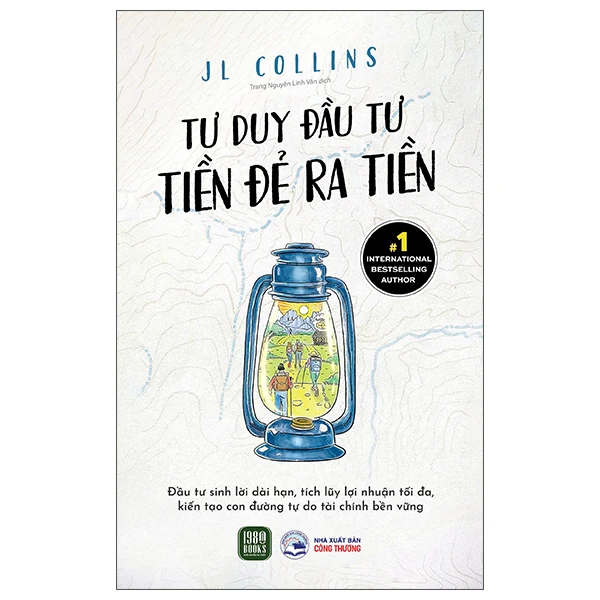 JL COLLINS
Trang Nguyên Linh Vân dịch
TƯ DUY ĐẦU TƯ
TIỀN ĐẺ RA TIỀN
#1
INTERNATIONAL
BESTSELLING
AUTHOR
Đầu tư sinh lời dài hạn, tích lũy lợi nhuận tối đa,
kiến tạo con đường tự do tài chính bền vững
1980
BOOKS
NHÀ XUẤT BẢN
CÔNG THƯƠNG